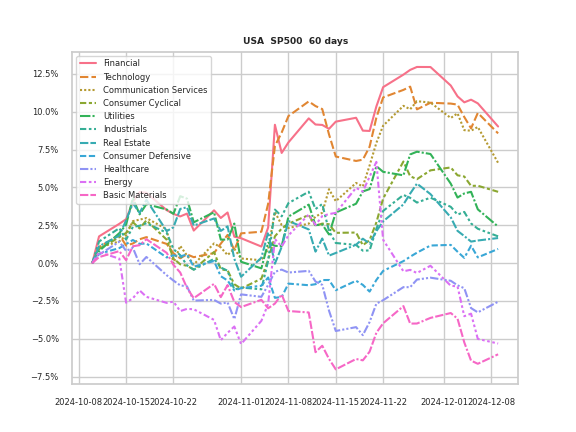 USA SP500 60 days
Financial
Technology
Communication Services
Consumer Cyclical
Utilities
Industrials
Real Estate
Consumer Defensive
Healthcare
Energy
Basic Materials
12.5%
10.0%
7.5%
5.0%
2.5%
0.0%
−2.5%
−5.0%
−7.5%
2024-10-08 2024-10-15 2024-10-22 2024-11-01 2024-11-08 2024-11-15 2024-11-22 2024-12-01 2024-12-08